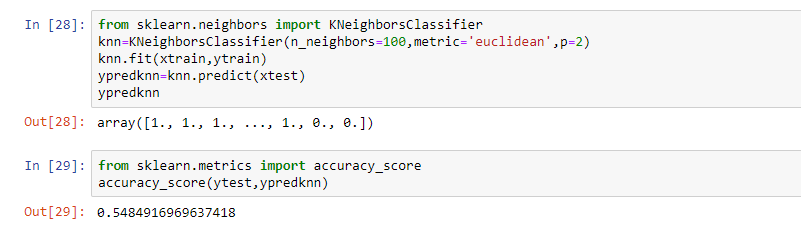 In [28]: from sklearn.neighbors import KNeighborsClassifier
knn=KNeighborsClassifier(n_neighbors=100,metric='euclidean',p=2)
knn.fit(xtrain,ytrain)
ypredknn=knn.predict(xtest)
ypredknn
Out[28]: array([1., 1., 1., ..., 1., 0., 0.])
In [29]: from sklearn.metrics import accuracy_score
accuracy_score(ytest,ypredknn)
Out[29]: 0.5484916969637418